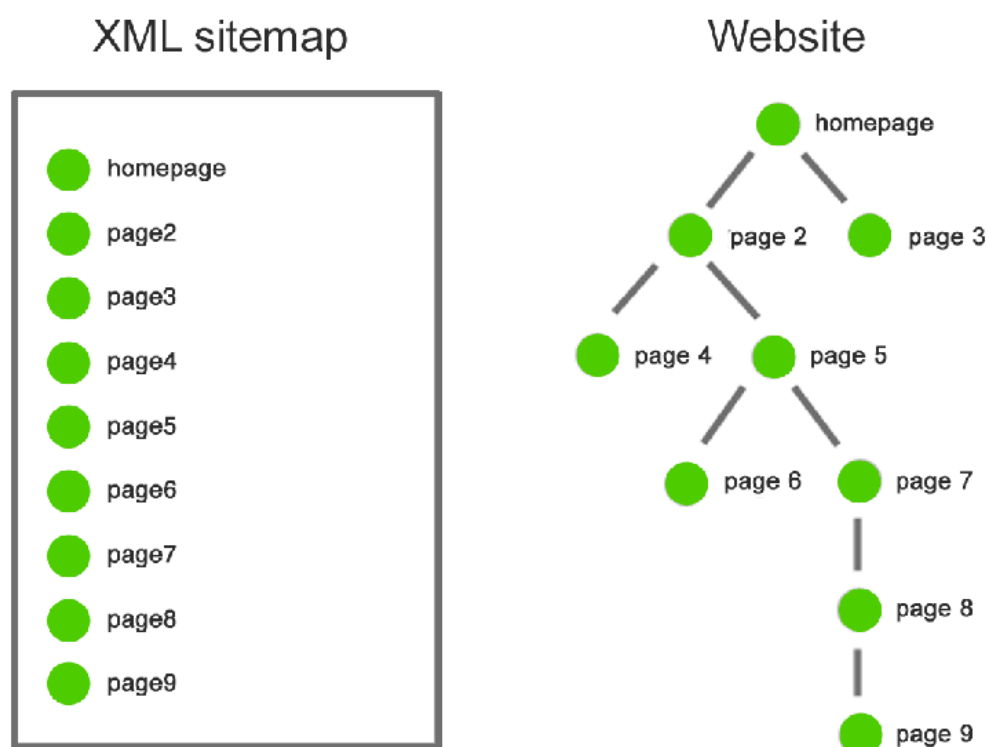 XML sitemap
homepage
page2
page3
page4
page5
page6
page7
page8
page9
Website
homepage
page 2
page 3
page 4
page 5
page 6
page 7
page 8
page 9